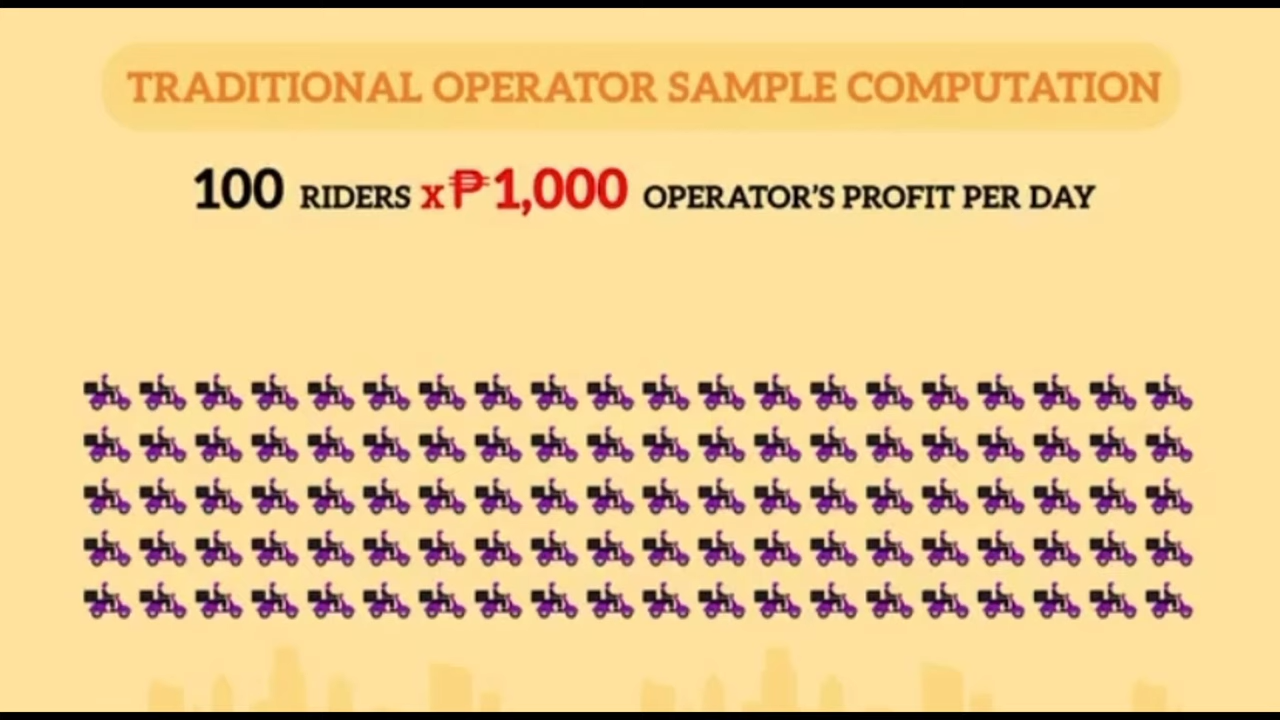 TRADITIONAL OPERATOR SAMPLE COMPUTATION
100 RIDERS x ₱1,000 OPERATOR'S PROFIT PER DAY